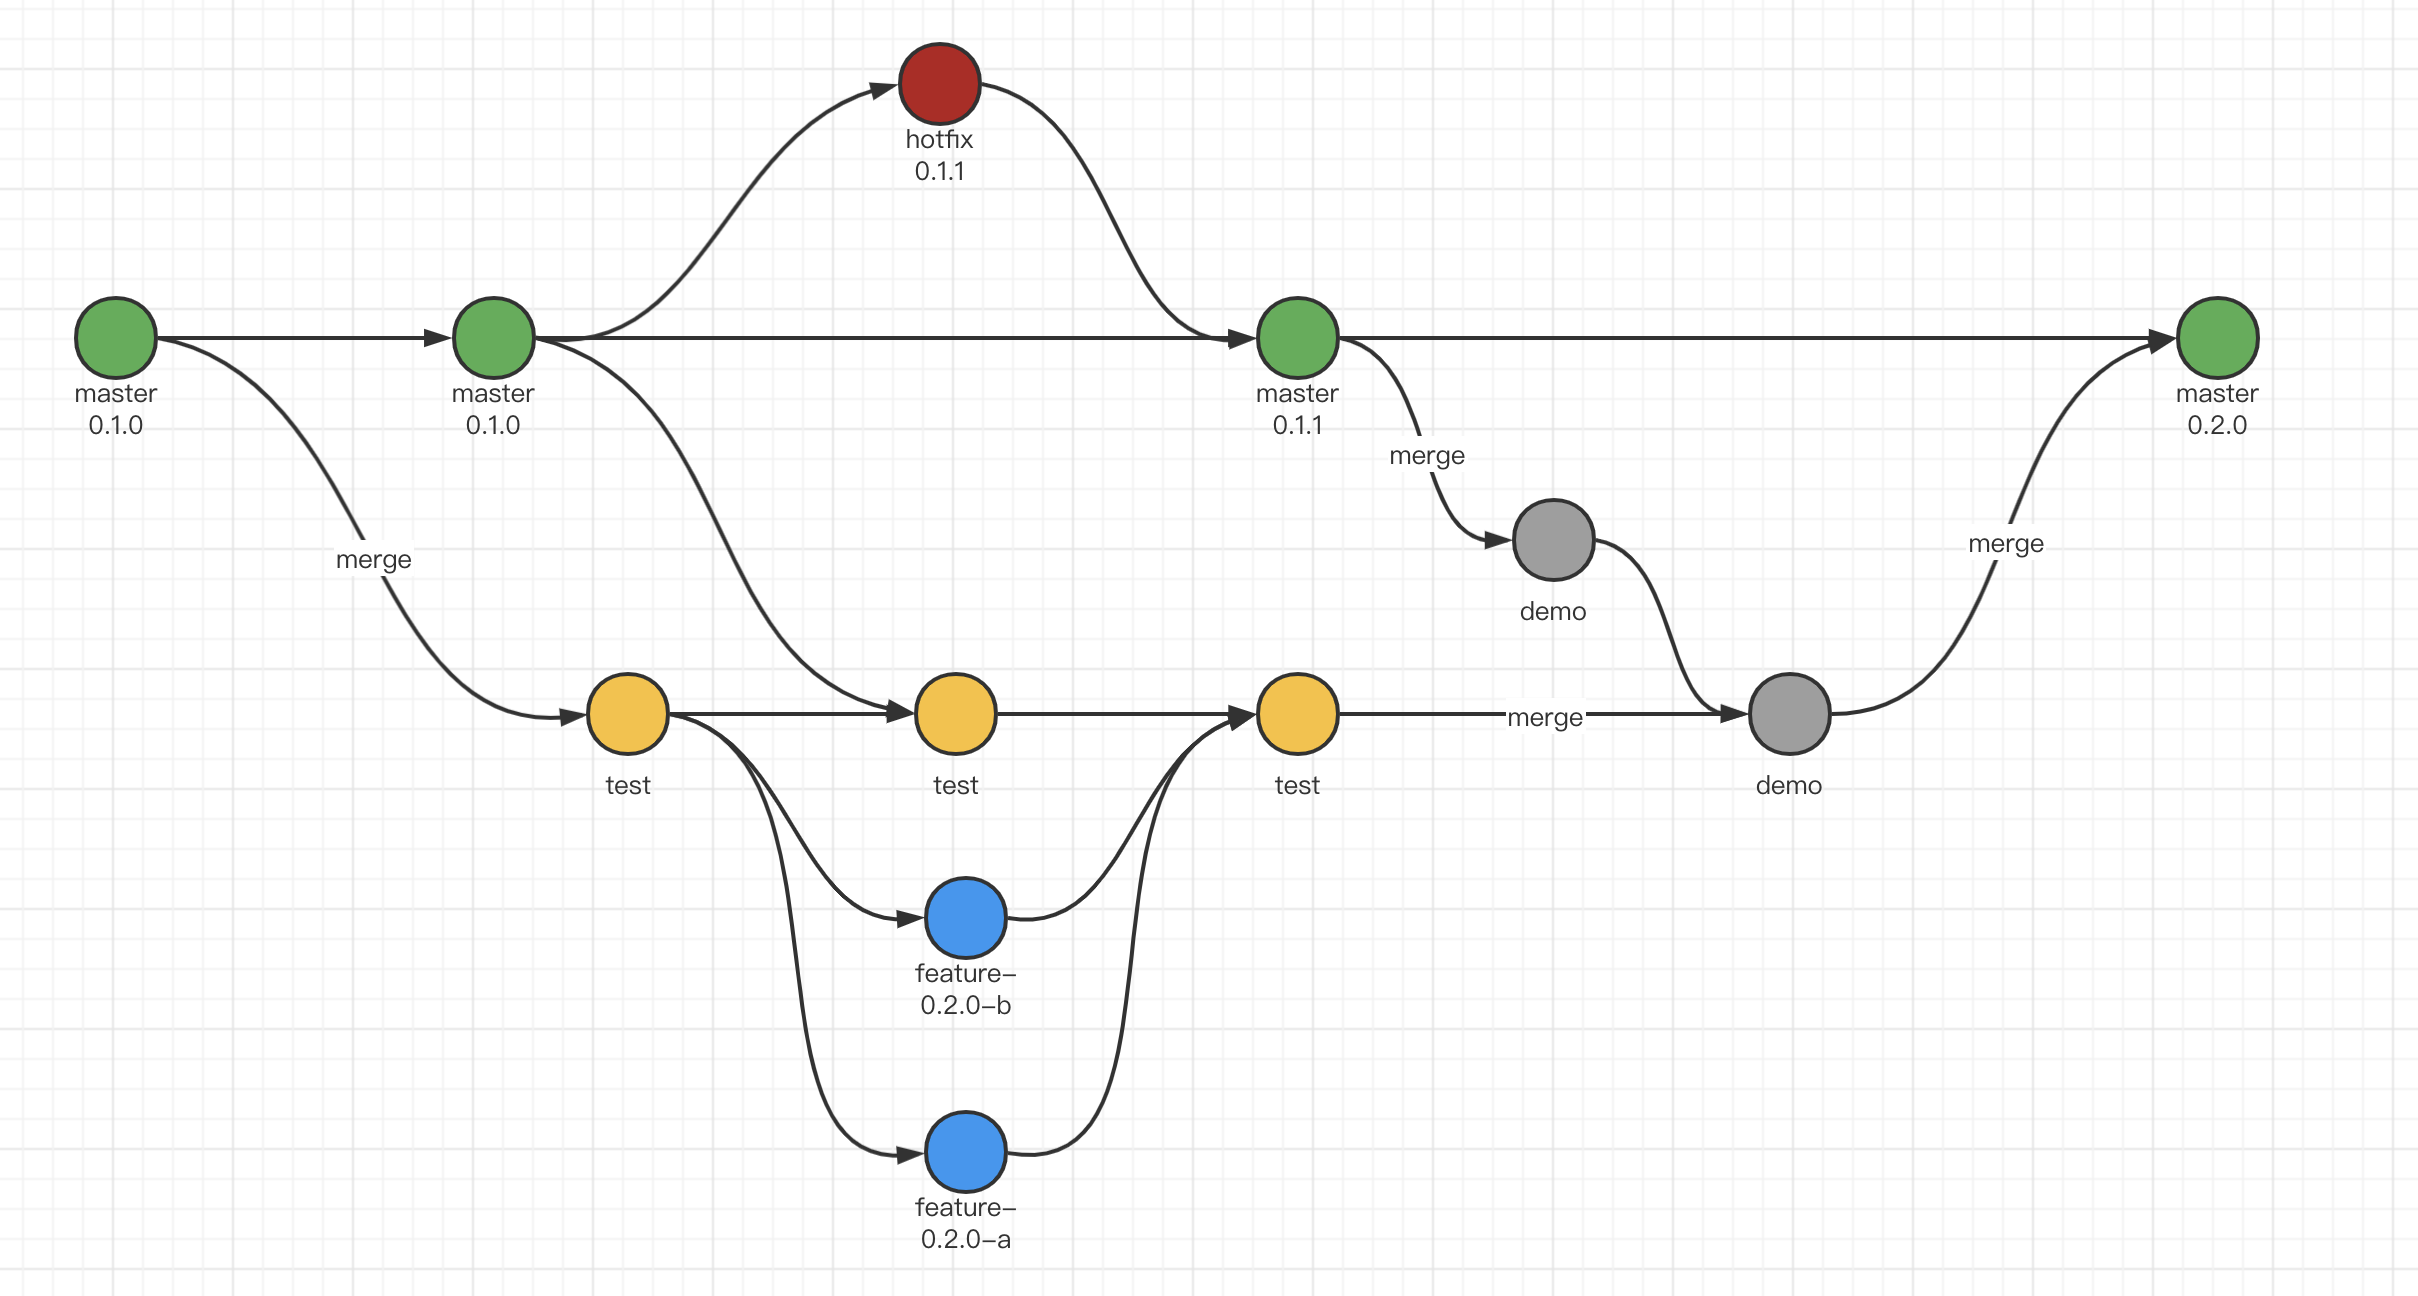 hotfix
0.1.1
master
0.1.0
master
0.1.0
master
0.1.1
master
0.2.0
merge
merge
merge
demo
merge
test
test
test
demo
feature-
0.2.0-b
feature-
0.2.0-a